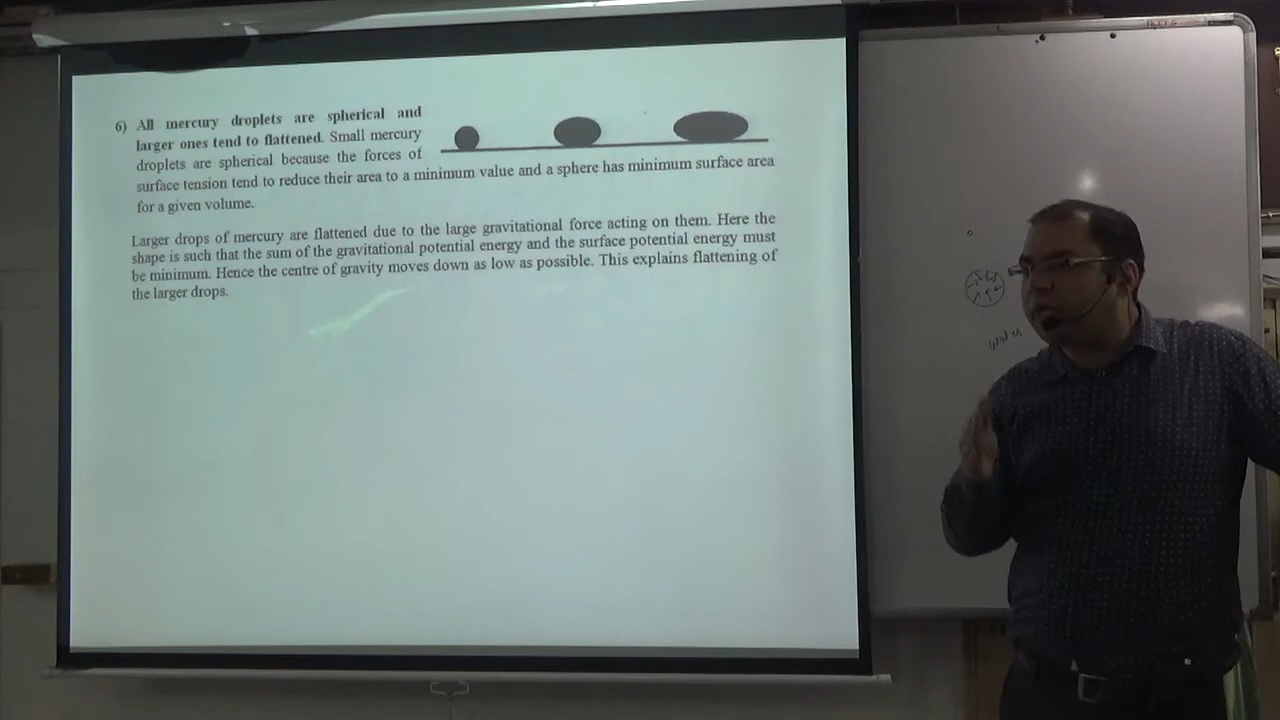 6) All mercury droplets are spherical and
larger ones tend to flattened. Small mercury
droplets are spherical because the forces of
surface tension tend to reduce their area to a minimum value and a sphere has minimum surface area
for a given volume.
Larger drops of mercury are flattened due to the large gravitational force acting on them. Here the
shape is such that the sum of the gravitational potential energy and the surface potential energy must
be minimum. Hence the centre of gravity moves down as low as possible. This explains flattening of
the larger drops.